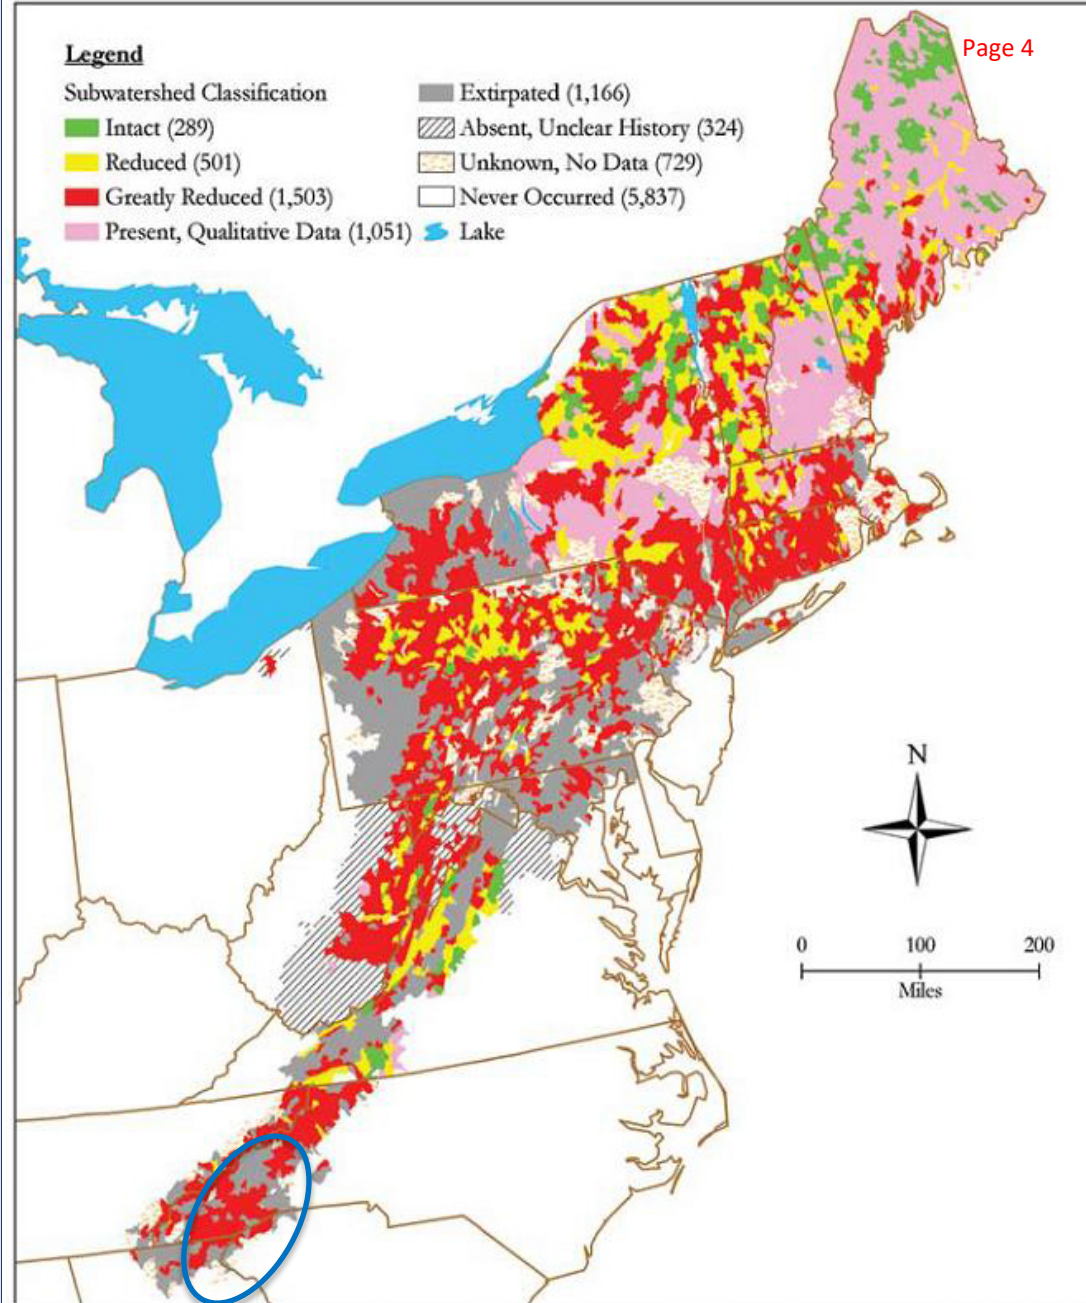 Page 4
Legend
Subwatershed Classification
Intact (289)
Reduced (501)
Greatly Reduced (1,503)
Present, Qualitative Data (1,051)
Extirpated (1,166)
Absent, Unclear History (324)
Unknown, No Data (729)
Never Occurred (5,837)
Lake
N
0 100 200
Miles